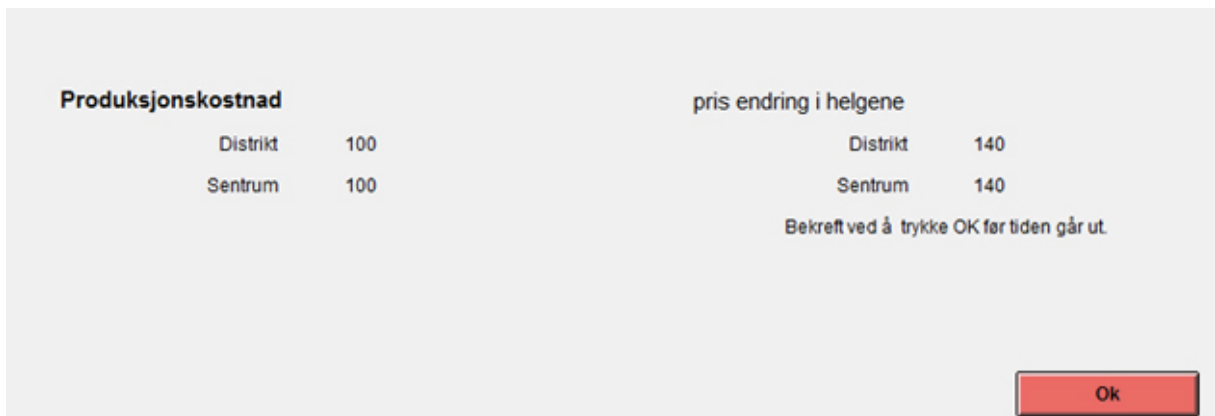 Produksjonskostnad
Distrikt 100
Sentrum 100
pris endring i helgene
Distrikt 140
Sentrum 140
Bekreft ved å trykke OK før tiden går ut.
Ok